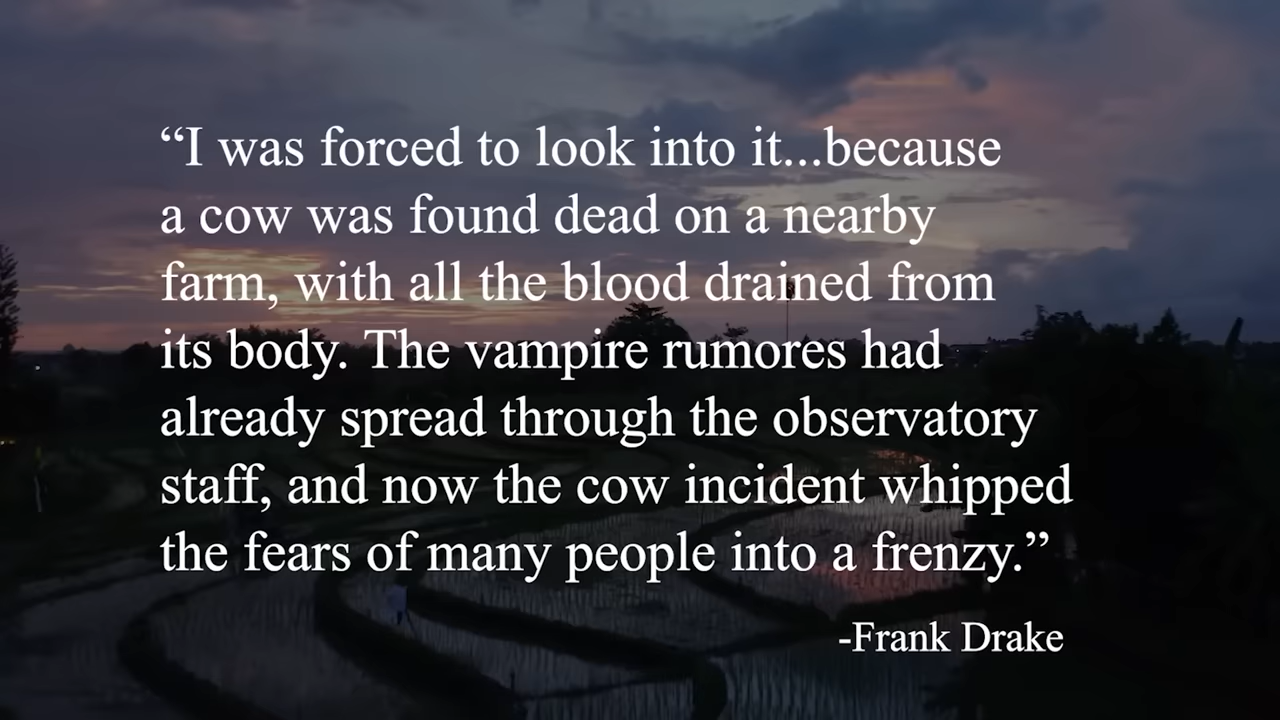 “I was forced to look into it...because
a cow was found dead on a nearby
farm, with all the blood drained from
its body. The vampire rumores had
already spread through the observatory
staff, and now the cow incident whipped
the fears of many people into a frenzy.”
-Frank Drake